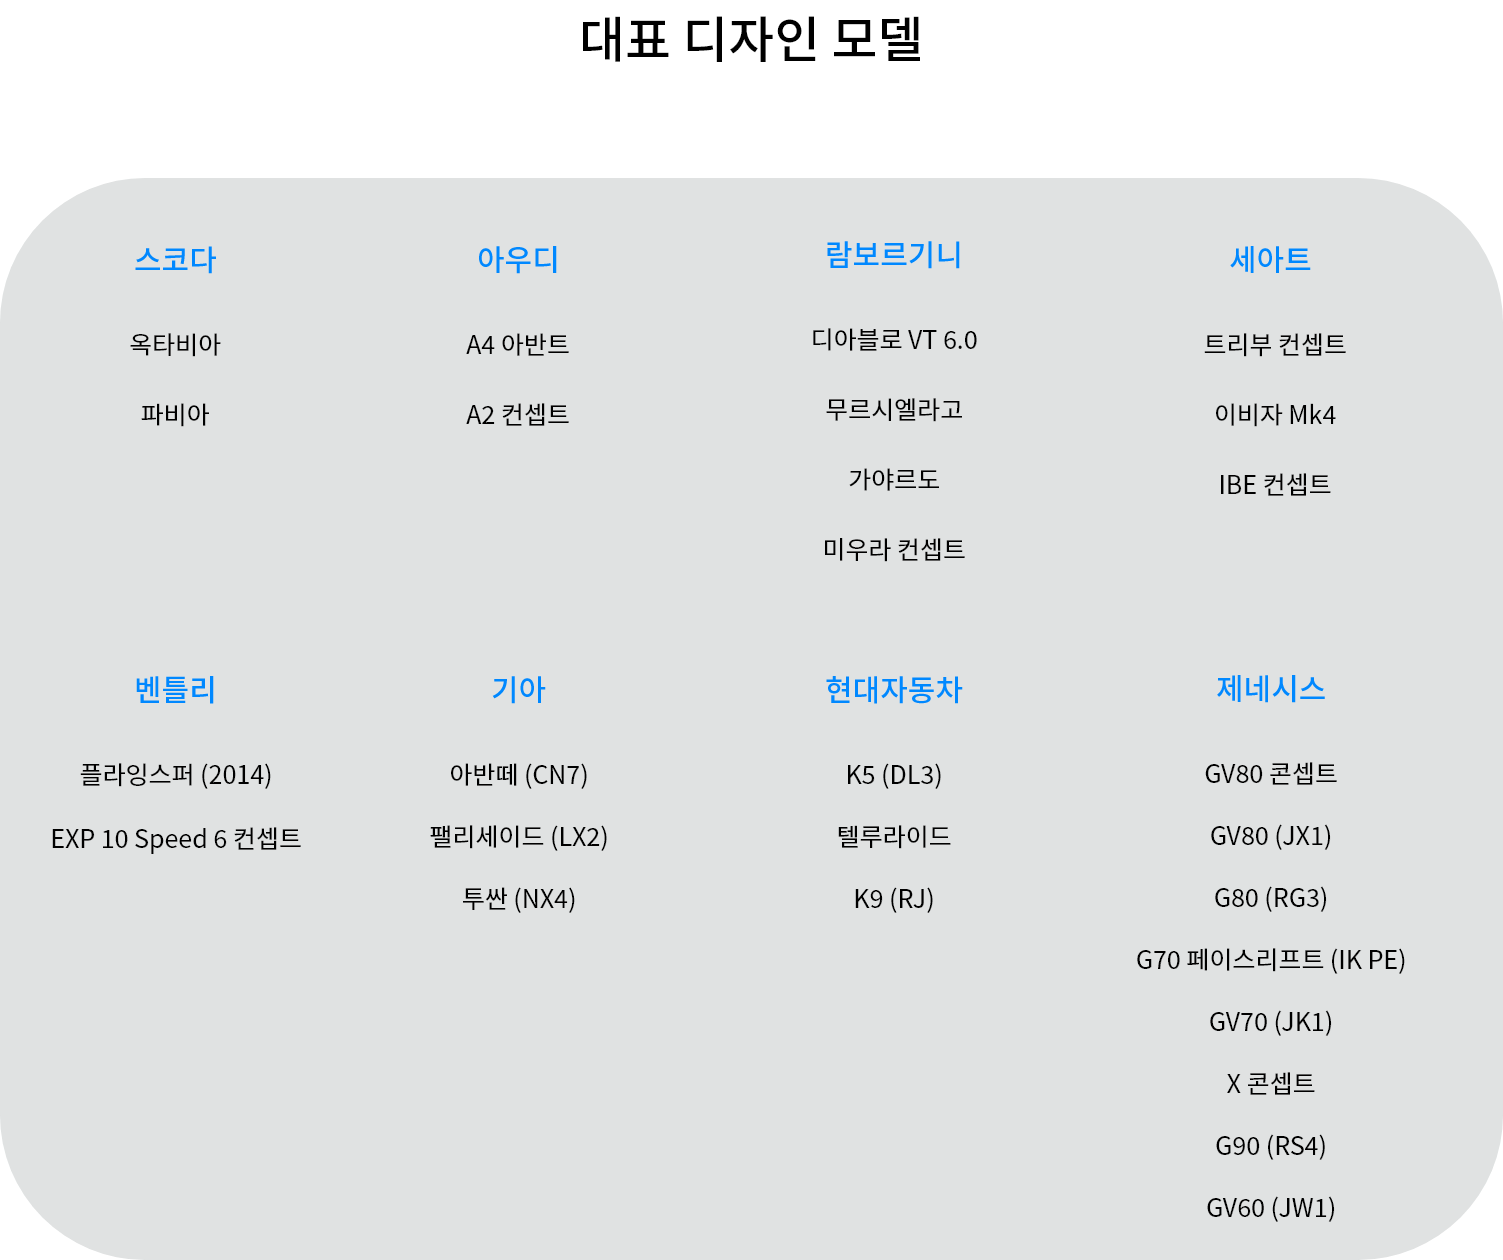 대표 디자인 모델
스코다
옥타비아
파비아
아우디
A4 아반트
A2 컨셉트
람보르기니
디아블로 VT 6.0
무르시엘라고
가야르도
미우라 컨셉트
세아트
트리부 컨셉트
이비자 Mk4
IBE 컨셉트
벤틀리
플라잉스퍼 (2014)
EXP 10 Speed 6 컨셉트
기아
아반떼 (CN7)
팰리세이드 (LX2)
투싼 (NX4)
현대자동차
K5 (DL3)
텔루라이드
K9 (RJ)
제네시스
GV80 콘셉트
GV80 (JX1)
G80 (RG3)
G70 페이스리프트 (IK PE)
GV70 (JK1)
X 콘셉트
G90 (RS4)
GV60 (JW1)